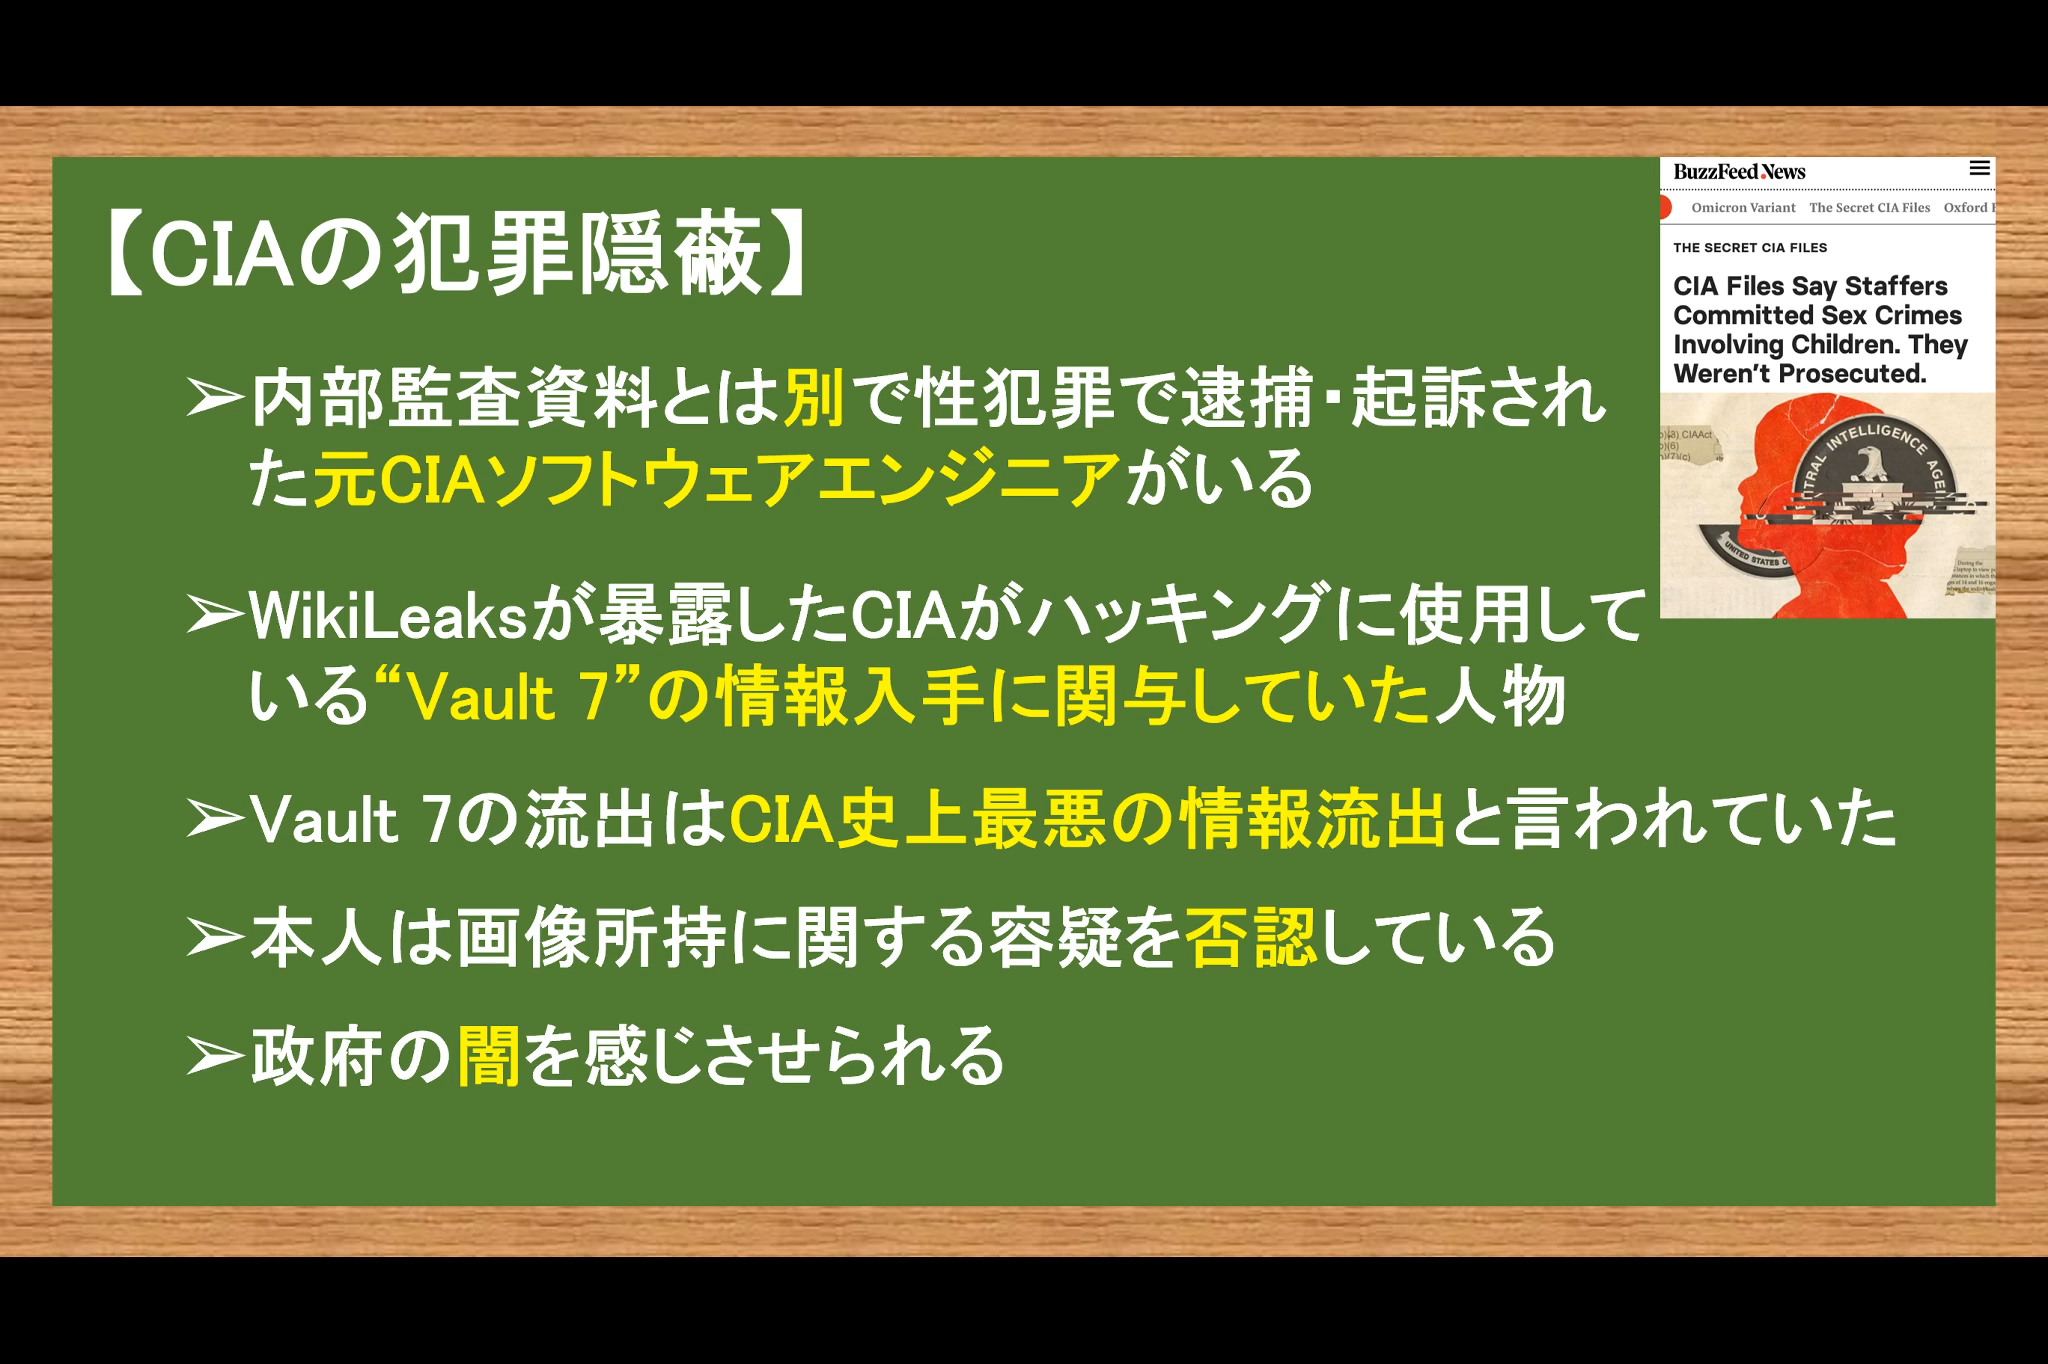 【CIAの犯罪隠蔽】
➢内部監査資料とは別で性犯罪で逮捕・起訴され
た元CIAソフトウェアエンジニアがいる
➢WikiLeaksが暴露したCIAがハッキングに使用して
いる“Vault 7”の情報入手に関与していた人物
➢Vault 7の流出はCIA史上最悪の情報流出と言われていた
➢本人は画像所持に関する容疑を否認している
➢政府の闇を感じさせられる
BuzzFeed News
Omicron Variant The Secret CIA Files Oxford
THE SECRET CIA FILES
CIA Files Say Staffers
Committed Sex Crimes
Involving Children. They
Weren't Prosecuted.
CIAAct
(6)
INTELLIGENCE
UNITED STATES
During the